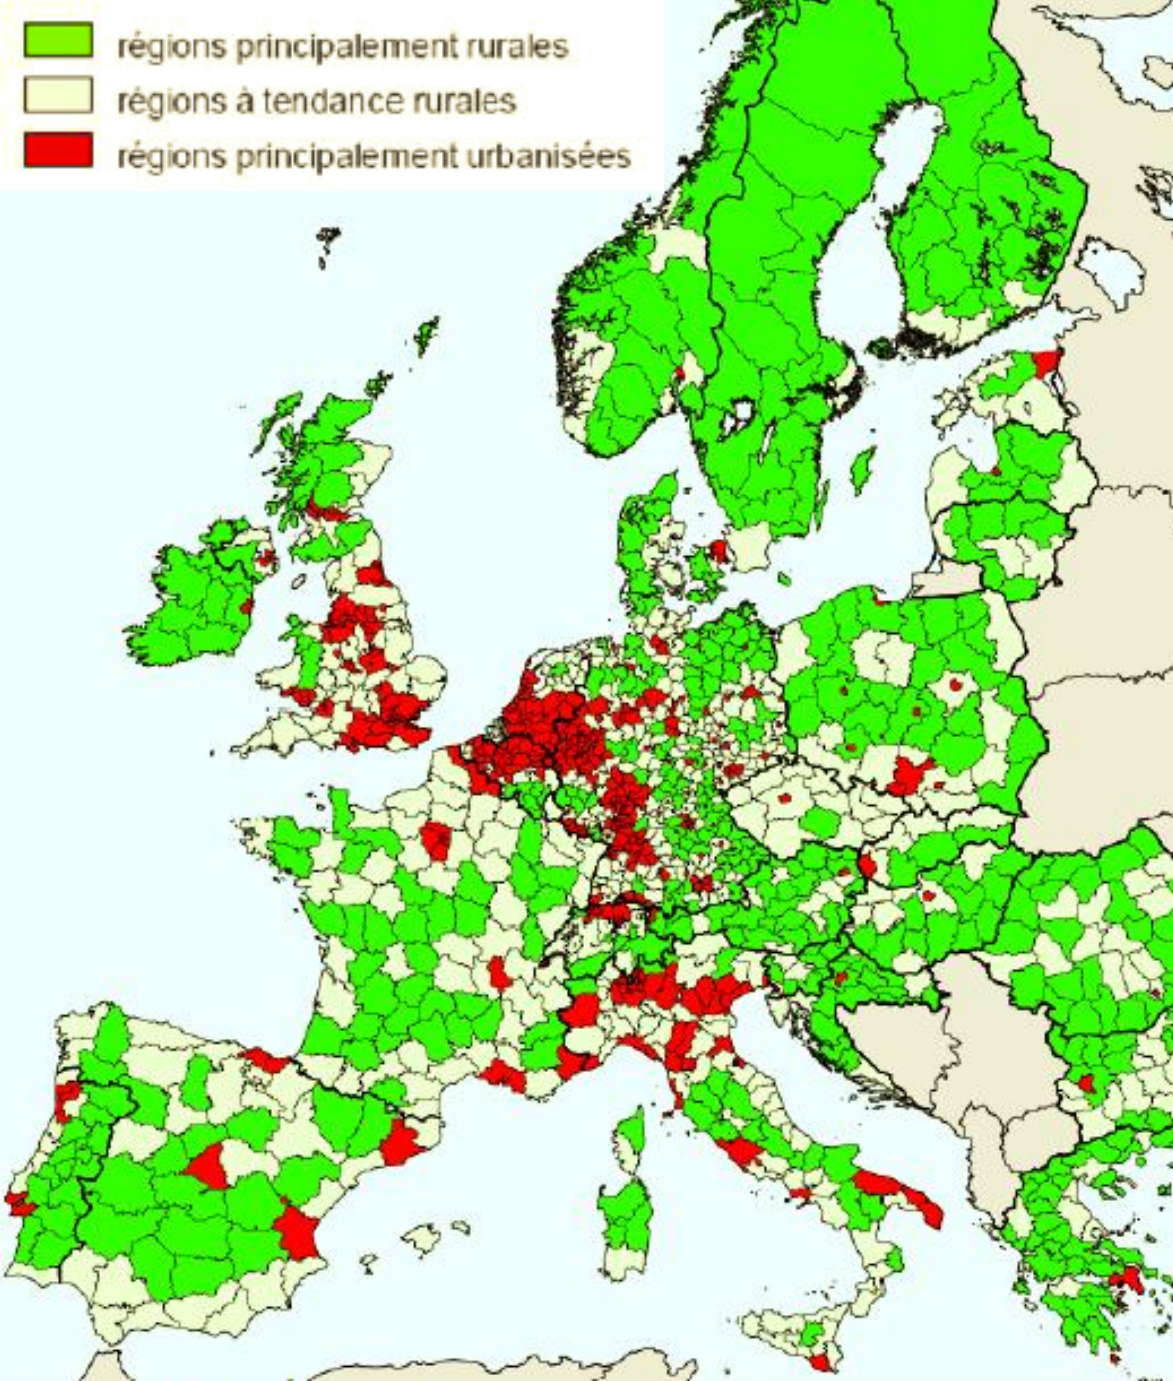 régions principalement rurales
régions à tendance rurales
régions principalement urbanisées